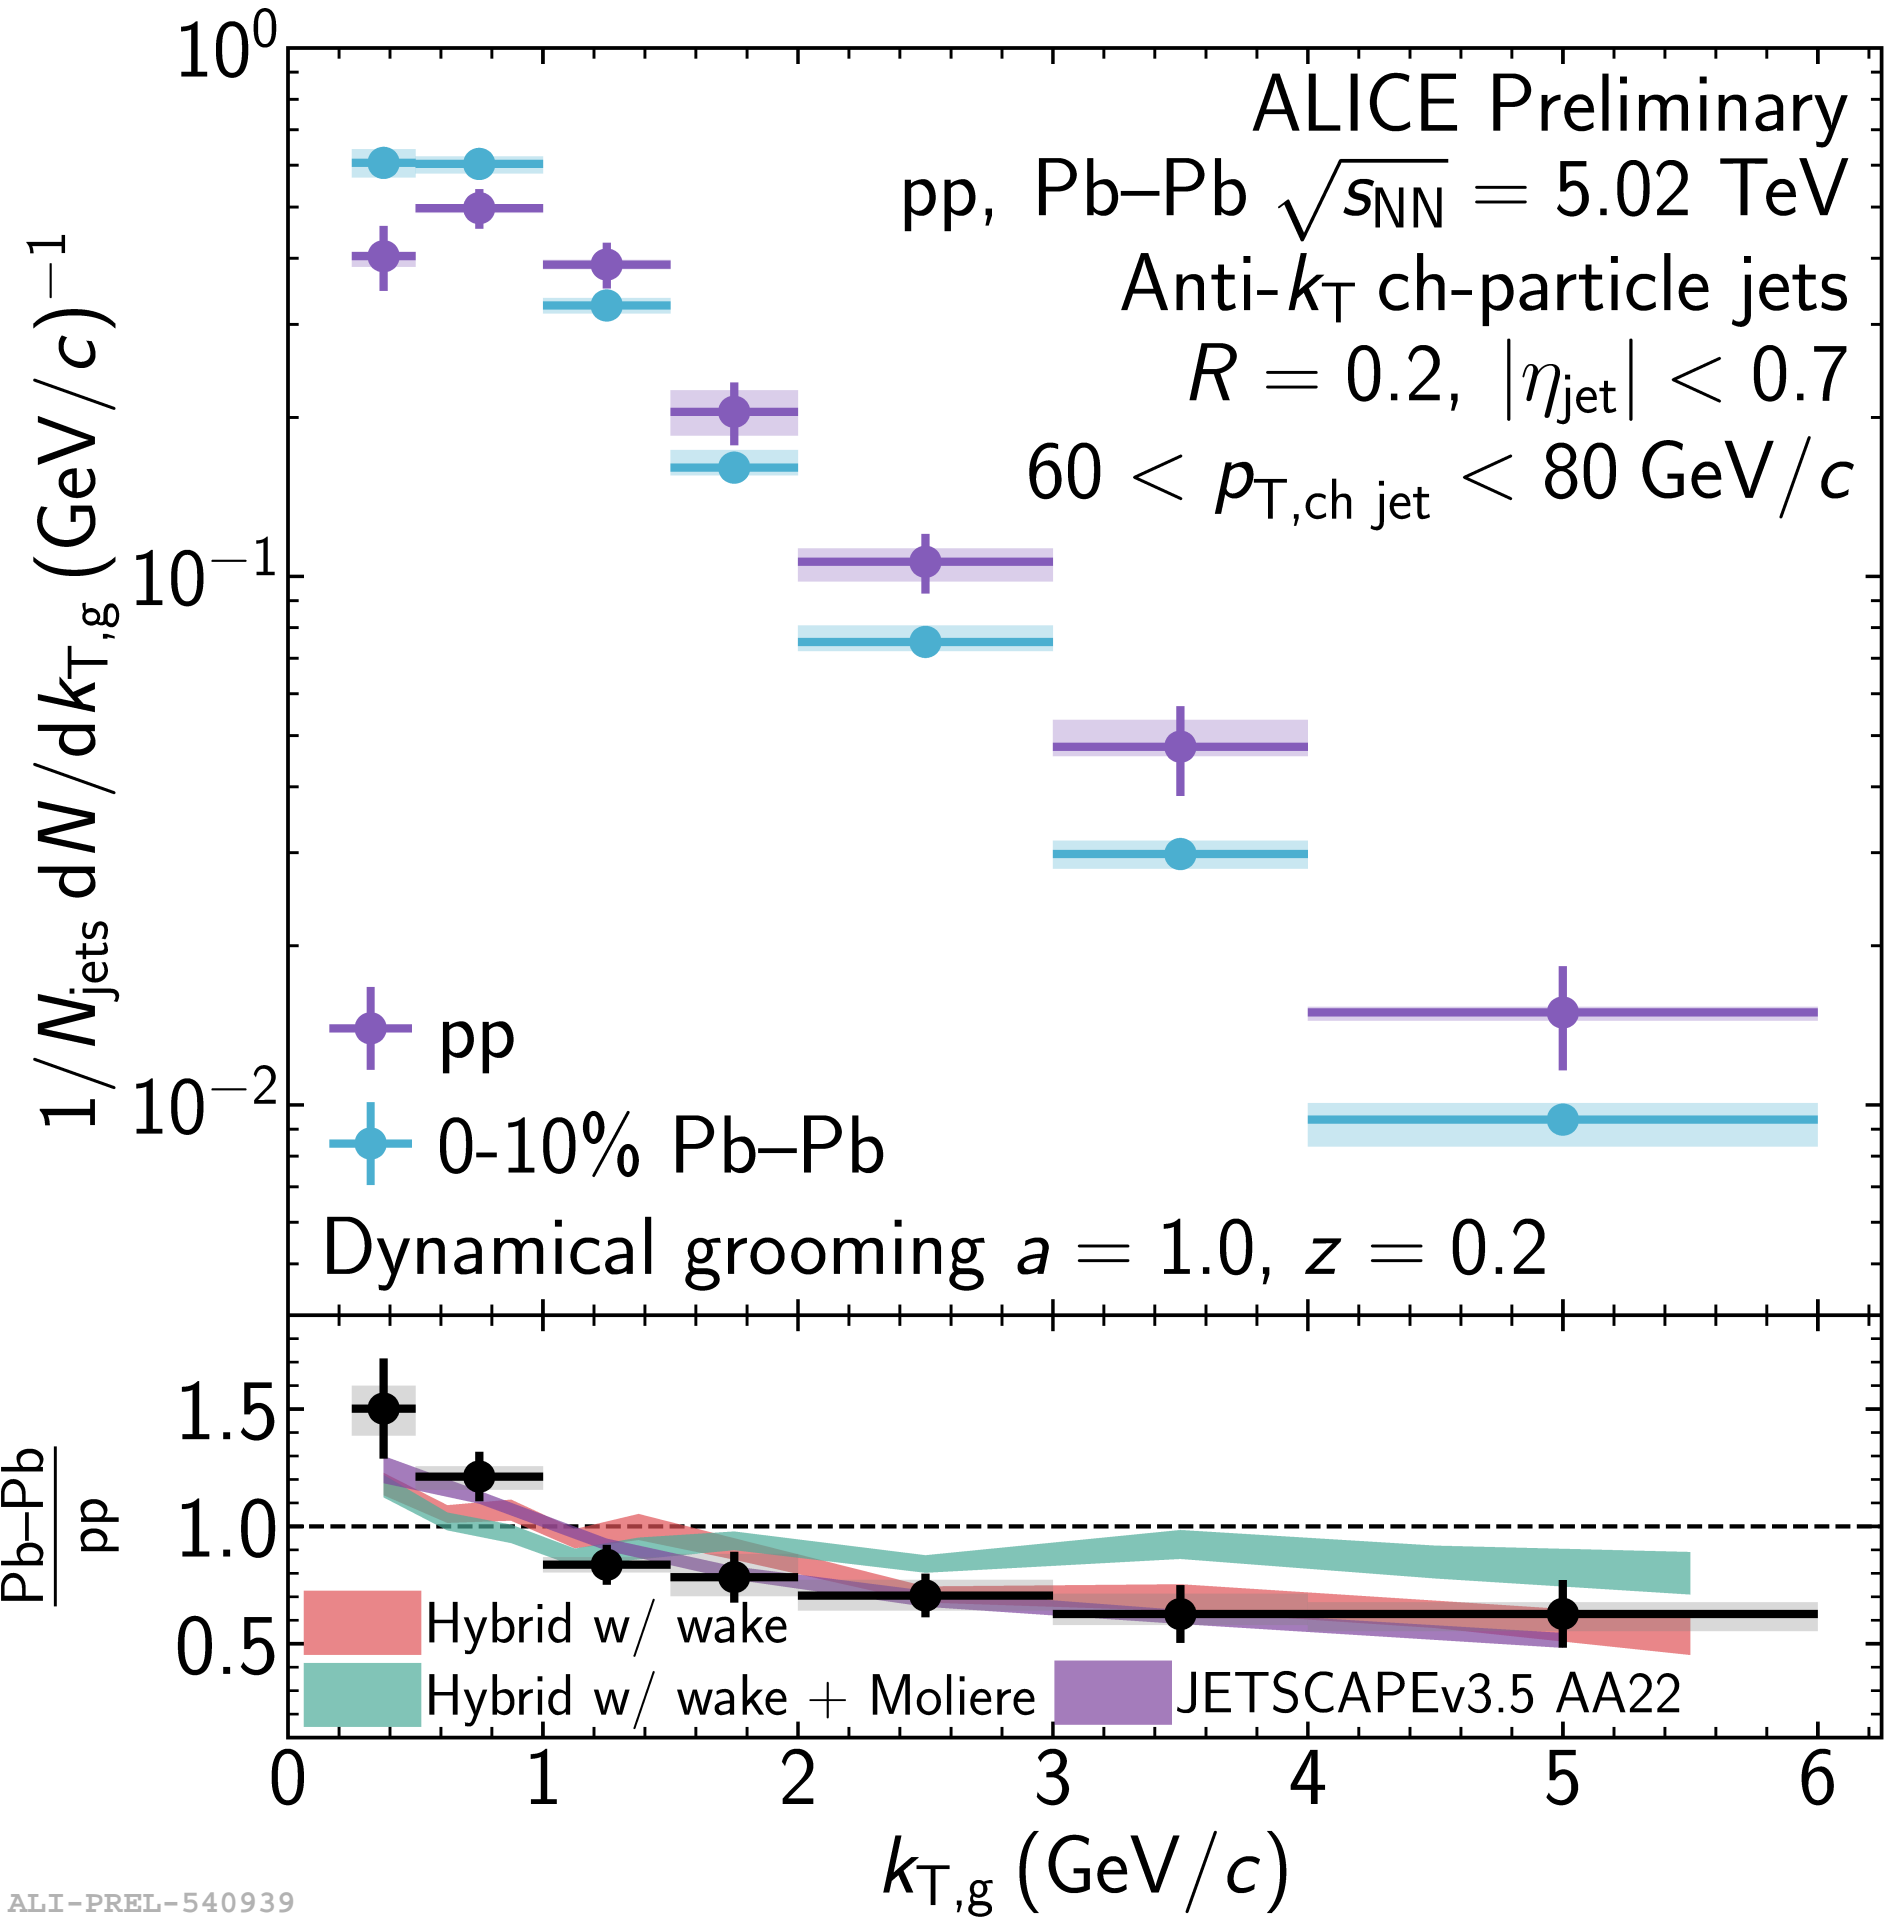 10⁰
ALICE Preliminary
pp, Pb–Pb √sNN = 5.02 TeV
Anti-kT ch-particle jets
R = 0.2, |ηjet| < 0.7
60 < pT,ch jet < 80 GeV/c
1/Njets dN/dkT,g (GeV/c)⁻¹
10⁻¹
10⁻²
pp
0-10% Pb–Pb
Dynamical grooming a = 1.0, z = 0.2
Pb–Pb
pp
1.5
1.0
0.5
Hybrid w/ wake
Hybrid w/ wake + Moliere
JETSCAPEv3.5 AA22
0 1 2 3 4 5 6
kT,g (GeV/c)
ALI-PREL-540939